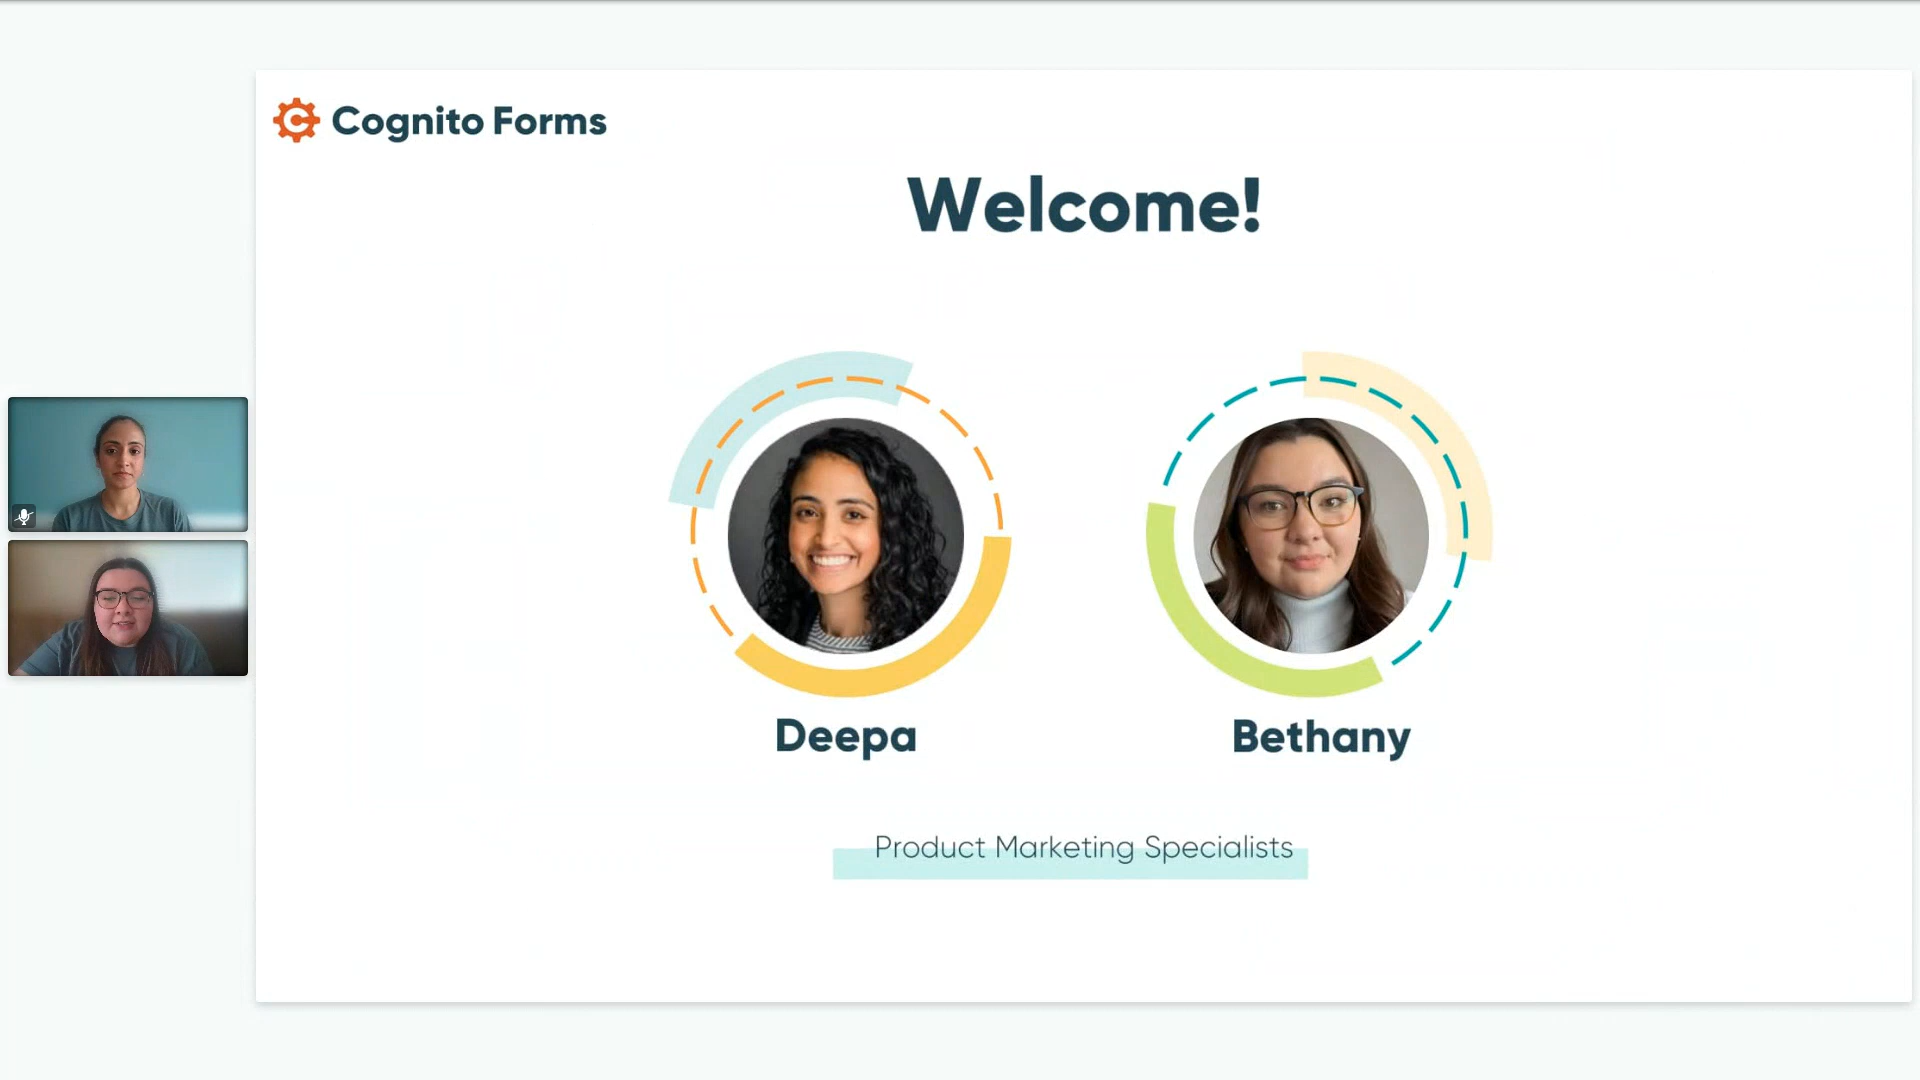 Cognito Forms
Welcome!
Deepa
Bethany
Product Marketing Specialists